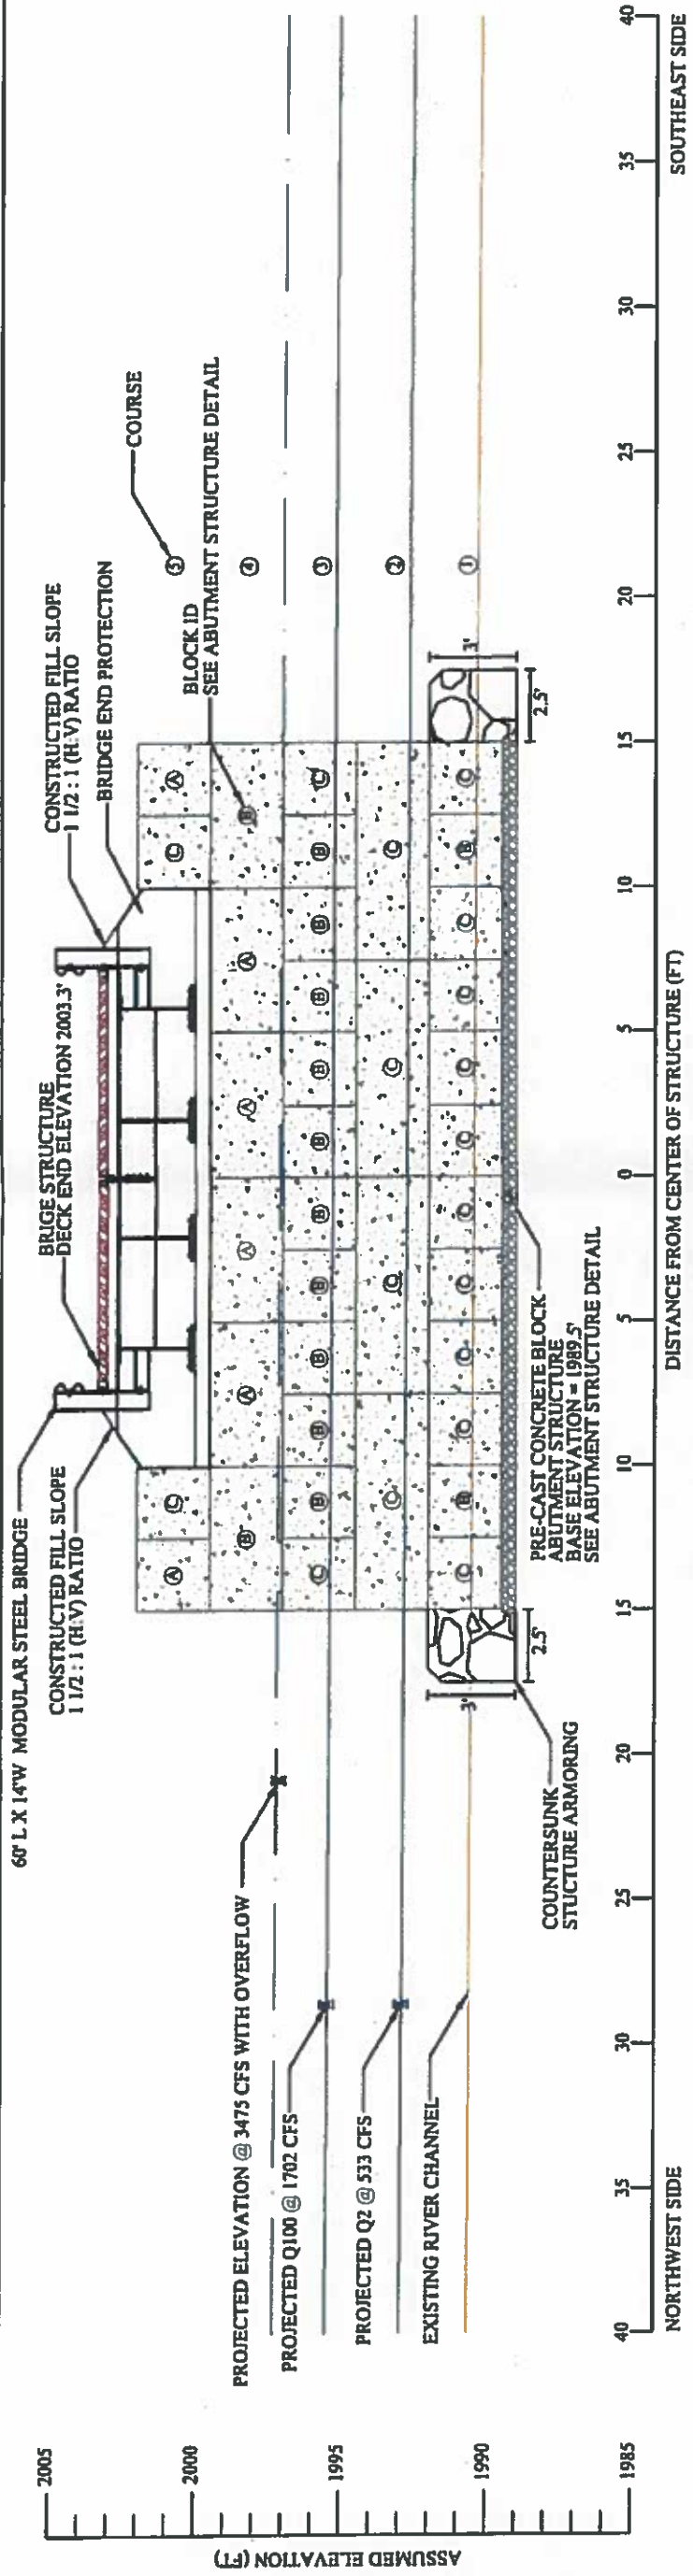 60' L X 14'W MODULAR STEEL BRIDGE
CONSTRUCTED FILL SLOPE
1 1/2 : 1 (H:V) RATIO
BRIGE STRUCTURE
DECK END ELEVATION 2003.3'
CONSTRUCTED FILL SLOPE
1 1/2 : 1 (H:V) RATIO
BRIDGE END PROTECTION
BLOCK ID
SEE ABUTMENT STRUCTURE DETAIL
COURSE
PROJECTED ELEVATION @ 3475 CFS WITH OVERFLOW
PROJECTED Q100 @ 1702 CFS
PROJECTED Q2 @ 533 CFS
EXISTING RIVER CHANNEL
A C C A 5
B A A A A B 4
C B B B B B B B B B B C 3
C C C C 2
C B C C C C C C C C B C 1
3'
2.5'
3'
2.5'
COUNTERSUNK
STUCTURE ARMORING
PRE-CAST CONCRETE BLOCK
ABUTMENT STRUCTURE
BASE ELEVATION = 1989.5'
SEE ABUTMENT STRUCTURE DETAIL
2005
2000
1995
1990
1985
ASSUMED ELEVATION (FT)
40 35 30 25 20 15 10 5 0 5 10 15 20 25 30 35 40
NORTHWEST SIDE
DISTANCE FROM CENTER OF STRUCTURE (FT)
SOUTHEAST SIDE